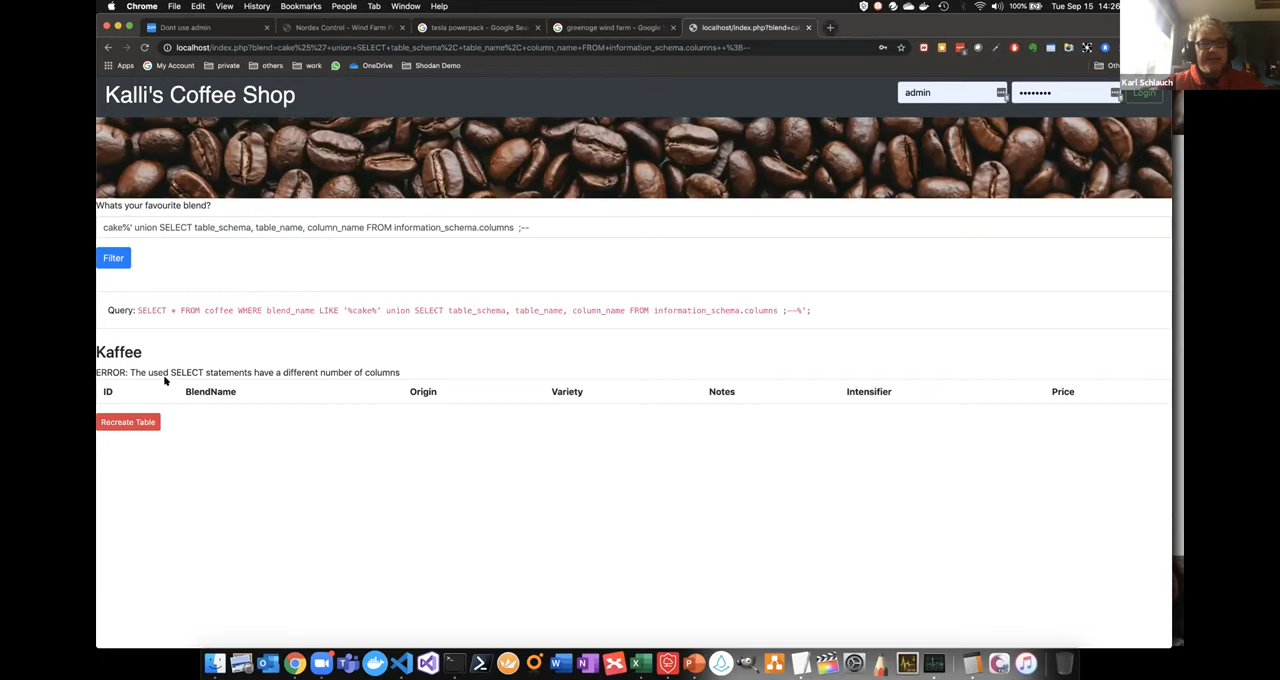 Chrome File Edit View History Bookmarks People Tab Window Help
100% Tue Sep 15 14:26
Dont use admin
Nordex Control - Wind Farm
tesla powerpack - Google Sea
greenoge wind farm - Google
localhost/index.php?blend=ca
localhost/index.php?blend=cake%25%27+union+SELECT+table_schema%2C+table_name%2C+column_name+FROM+information_schema.columns++%3B--
Apps My Account private others work OneDrive Shodan Demo
Karl Schlauch
Kalli's Coffee Shop
admin
••••••••
Login
Whats your favourite blend?
cake%' union SELECT table_schema, table_name, column_name FROM information_schema.columns ;--
Filter
Query: SELECT * FROM coffee WHERE blend_name LIKE '%cake%' union SELECT table_schema, table_name, column_name FROM information_schema.columns ;--%';
Kaffee
ERROR: The used SELECT statements have a different number of columns
ID BlendName Origin Variety Notes Intensifier Price
Recreate Table